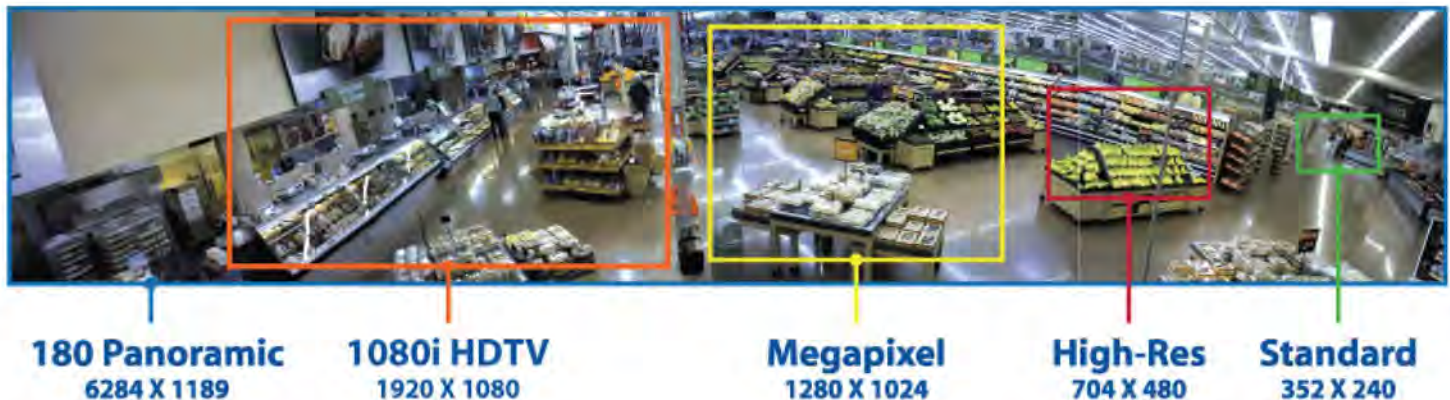 180 Panoramic
6284 X 1189
1080i HDTV
1920 X 1080
Megapixel
1280 X 1024
High-Res
704 X 480
Standard
352 X 240